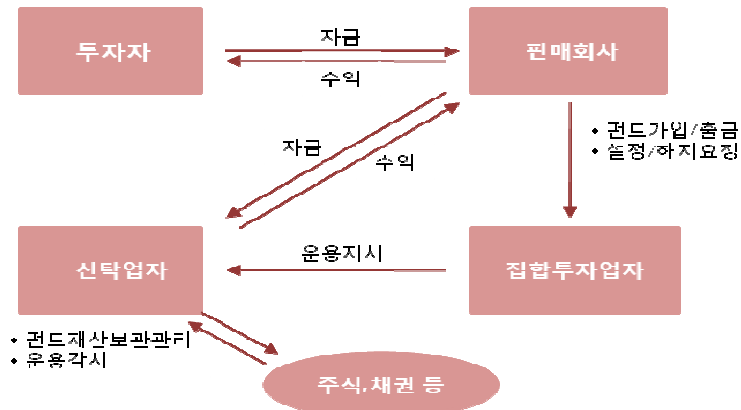 투자자
자금
판매회사
수익
• 펀드가입/출금
• 설정/해지요청
자금
수익
신탁업자
운용지시
집합투자업자
• 펀드재산보관관리
• 운용감시
주식,채권 등